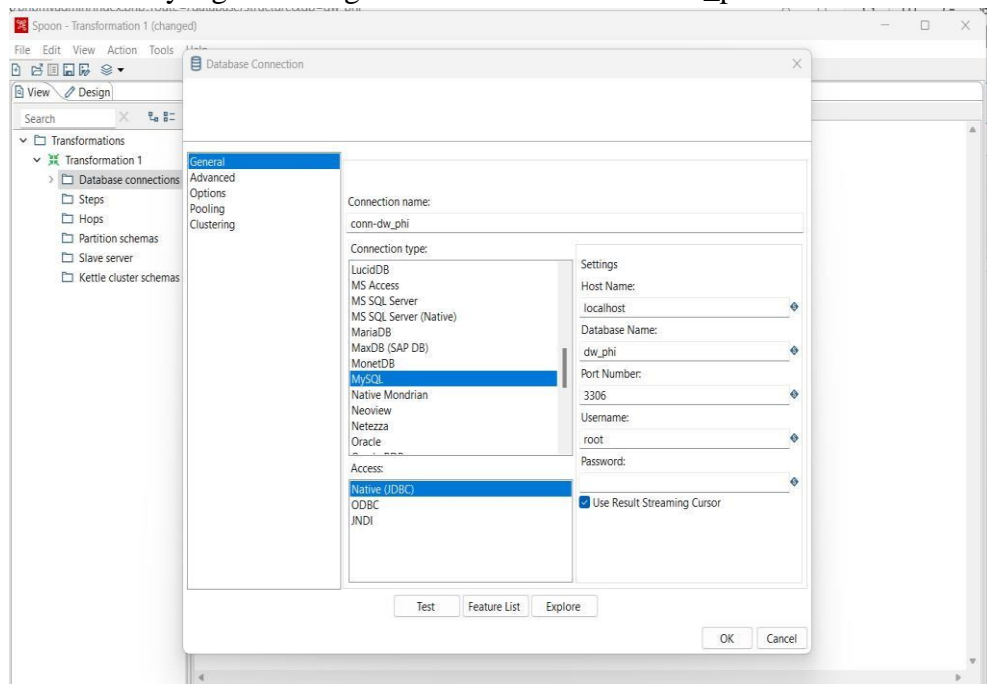 Spoon - Transformation 1 (changed)
File Edit View Action Tools Help
View Design
Search
Transformations
Transformation 1
Database connections
Steps
Hops
Partition schemas
Slave server
Kettle cluster schemas
Database Connection
General
Advanced
Options
Pooling
Clustering
Connection name:
conn-dw_phi
Connection type:
LucidDB
MS Access
MS SQL Server
MS SQL Server (Native)
MariaDB
MaxDB (SAP DB)
MonetDB
MySQL
Native Mondrian
Neoview
Netezza
Oracle
Access:
Native (JDBC)
ODBC
JNDI
Settings
Host Name:
localhost
Database Name:
dw_phi
Port Number:
3306
Username:
root
Password:
Use Result Streaming Cursor
Test Feature List Explore
OK Cancel